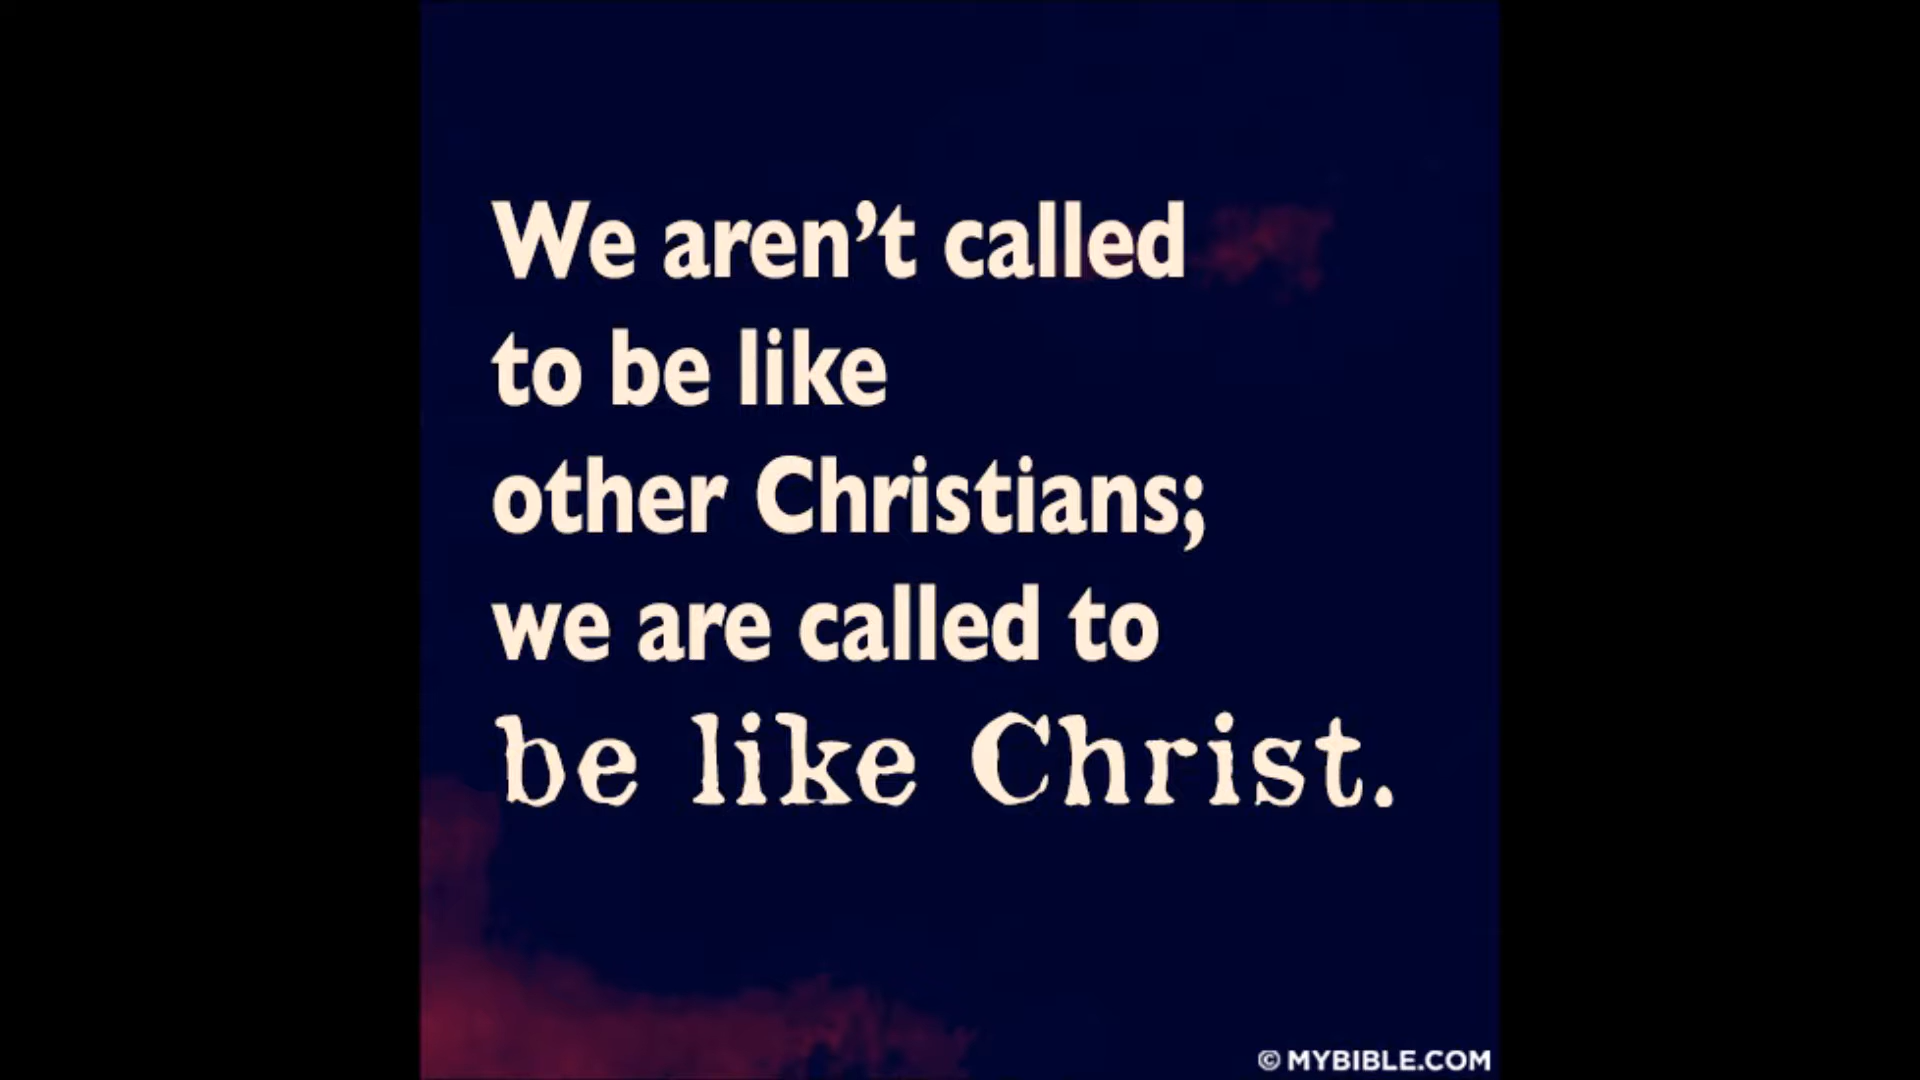 We aren’t called
to be like
other Christians;
we are called to
be like Christ.
© MYBIBLE.COM